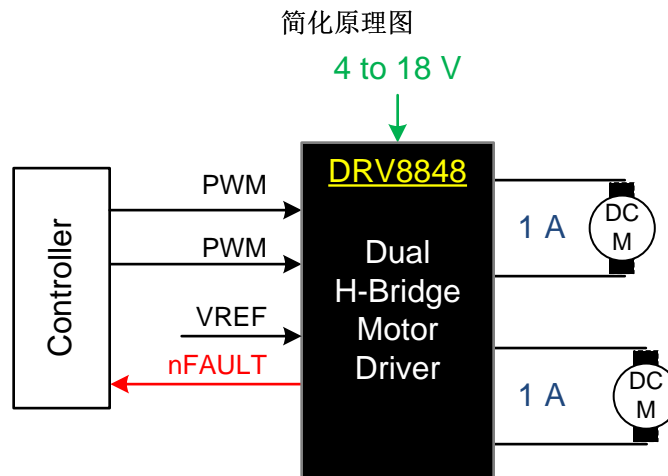 简化原理图
4 to 18 V
Controller
PWM
PWM
VREF
nFAULT
DRV8848
Dual
H-Bridge
Motor
Driver
1 A
DC
M
1 A
DC
M